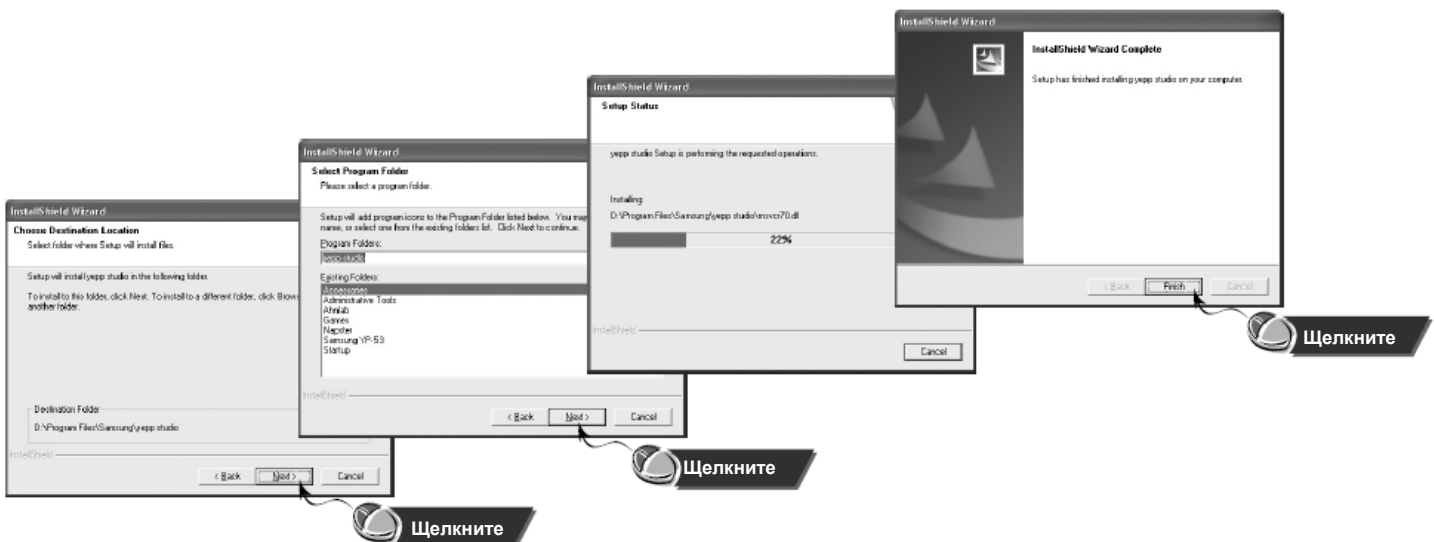 InstallShield Wizard
Choose Destination Location
Select folder where Setup will install files.
Setup will install yepp studio in the following folder.
To install to this folder, click Next. To install to a different folder, click Brows
another folder.
Destination Folder
D:\Program Files\Samsung\yepp studio
InstallShield
< Back Next > Cancel
Щелкните
InstallShield Wizard
Select Program Folder
Please select a program folder.
Setup will add program icons to the Program Folder listed below. You may
name, or select one from the existing folders list. Click Next to continue.
Program Folders:
yepp studio
Existing Folders:
Accessories
Administrative Tools
Ahnlab
Games
Napster
Samsung YP-53
Startup
InstallShield
< Back Next > Cancel
Щелкните
InstallShield Wizard
Setup Status
yepp studio Setup is performing the requested operations.
Installing
D:\Program Files\Samsung\yepp studio\msvcr70.dll
22%
InstallShield
Cancel
InstallShield Wizard
InstallShield Wizard Complete
Setup has finished installing yepp studio on your computer.
< Back Finish Cancel
Щелкните